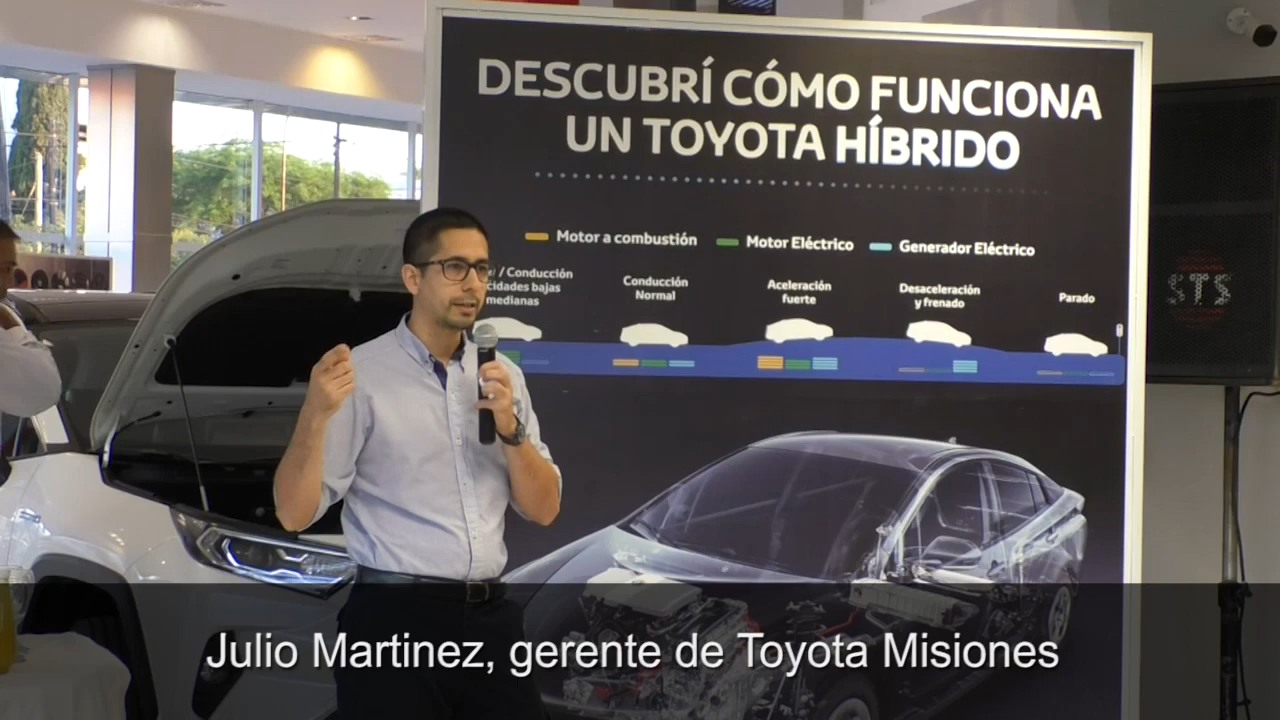 DESCUBRÍ CÓMO FUNCIONA
UN TOYOTA HÍBRIDO
Motor a combustión
Motor Eléctrico
Generador Eléctrico
/ Conducción
cidades bajas
medianas
Conducción
Normal
Aceleración
fuerte
Desaceleración
y frenado
Parado
STS
Julio Martinez, gerente de Toyota Misiones